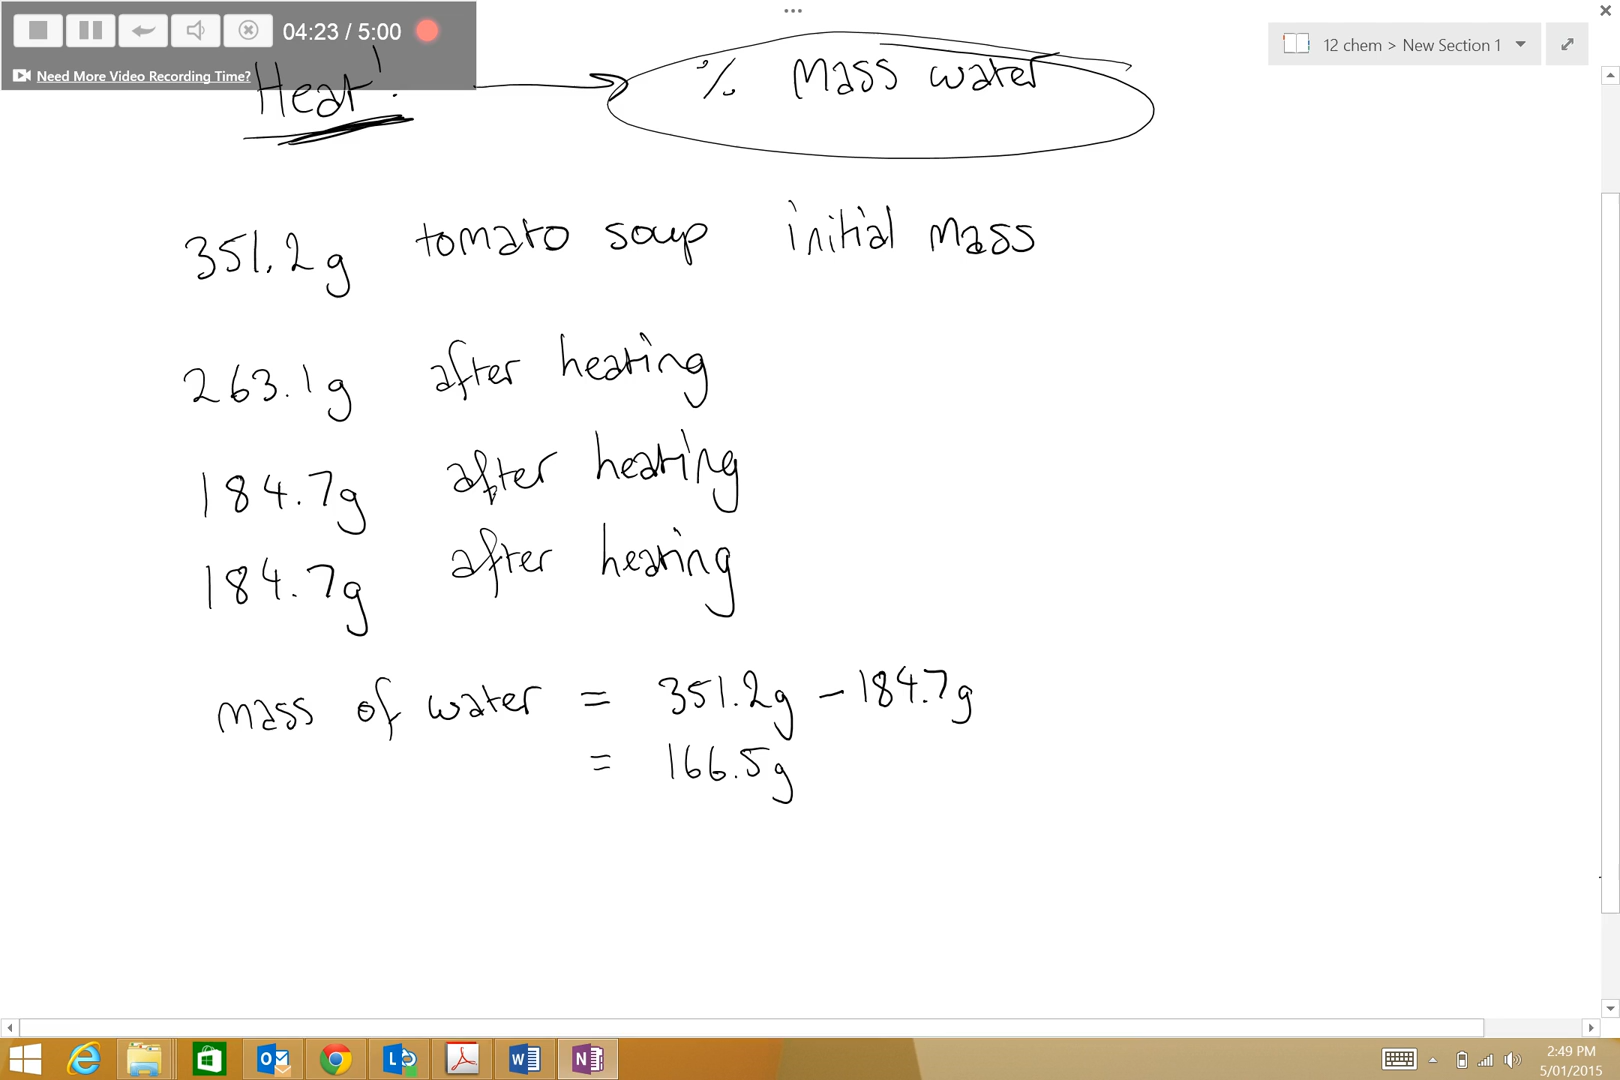 04:23 / 5:00
Need More Video Recording Time?
12 chem > New Section 1
Heat!
% Mass water
351.2g tomato soup initial mass
263.1g after heating
184.7g after heating
184.7g after heating
mass of water = 351.2g - 184.7g
= 166.5g
2:49 PM
5/01/2015